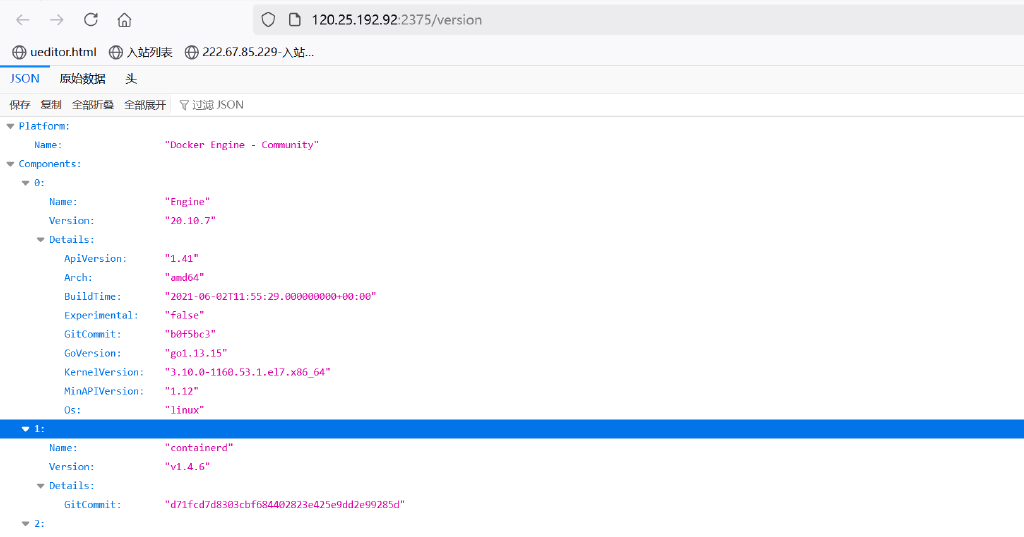 120.25.192.92:2375/version
ueditor.html 入站列表 222.67.85.229-入站...
JSON 原始数据 头
保存 复制 全部折叠 全部展开 过滤 JSON
Platform:
Name: "Docker Engine - Community"
Components:
0:
Name: "Engine"
Version: "20.10.7"
Details:
ApiVersion: "1.41"
Arch: "amd64"
BuildTime: "2021-06-02T11:55:29.000000000+00:00"
Experimental: "false"
GitCommit: "b0f5bc3"
GoVersion: "go1.13.15"
KernelVersion: "3.10.0-1160.53.1.el7.x86_64"
MinAPIVersion: "1.12"
Os: "linux"
1:
Name: "containerd"
Version: "v1.4.6"
Details:
GitCommit: "d71fcd7d8303cbf684402823e425e9dd2e99285d"
2: